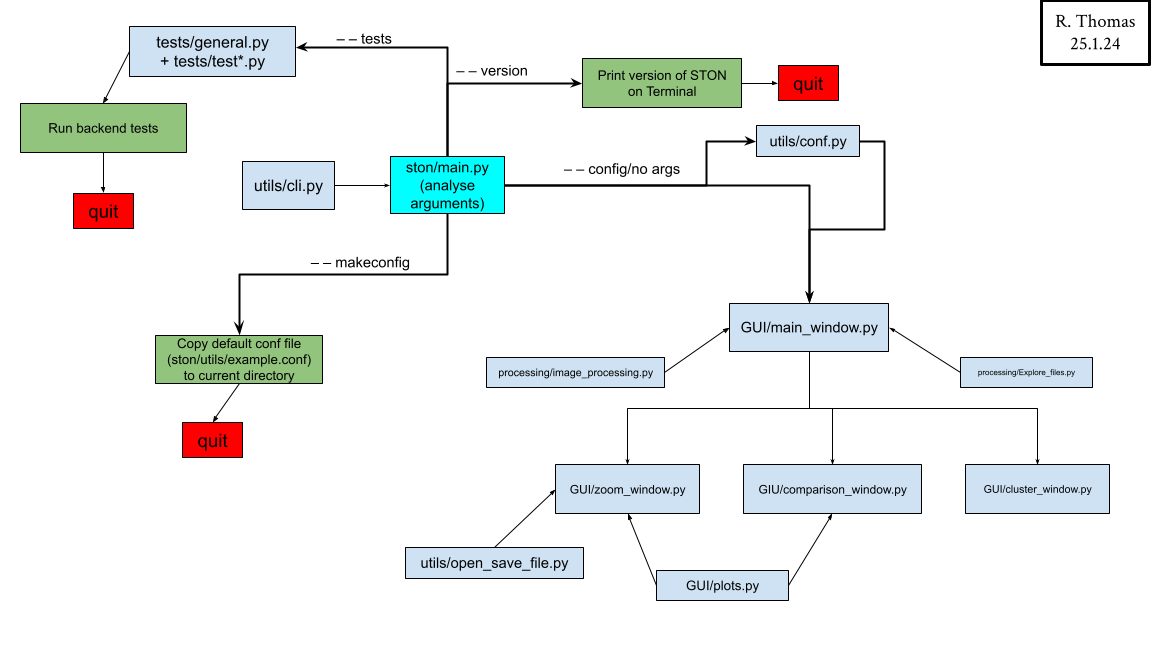 R. Thomas
25.1.24
tests/general.py
+ tests/test*.py
– – tests
– – version
Print version of STON
on Terminal
quit
Run backend tests
quit
utils/cli.py
ston/main.py
(analyse
arguments)
– – config/no args
utils/conf.py
– – makeconfig
Copy default conf file
(ston/utils/example.conf)
to current directory
quit
GUI/main_window.py
processing/image_processing.py
processing/Explore_files.py
GUI/zoom_window.py
GIU/comparison_window.py
GUI/cluster_window.py
utils/open_save_file.py
GUI/plots.py